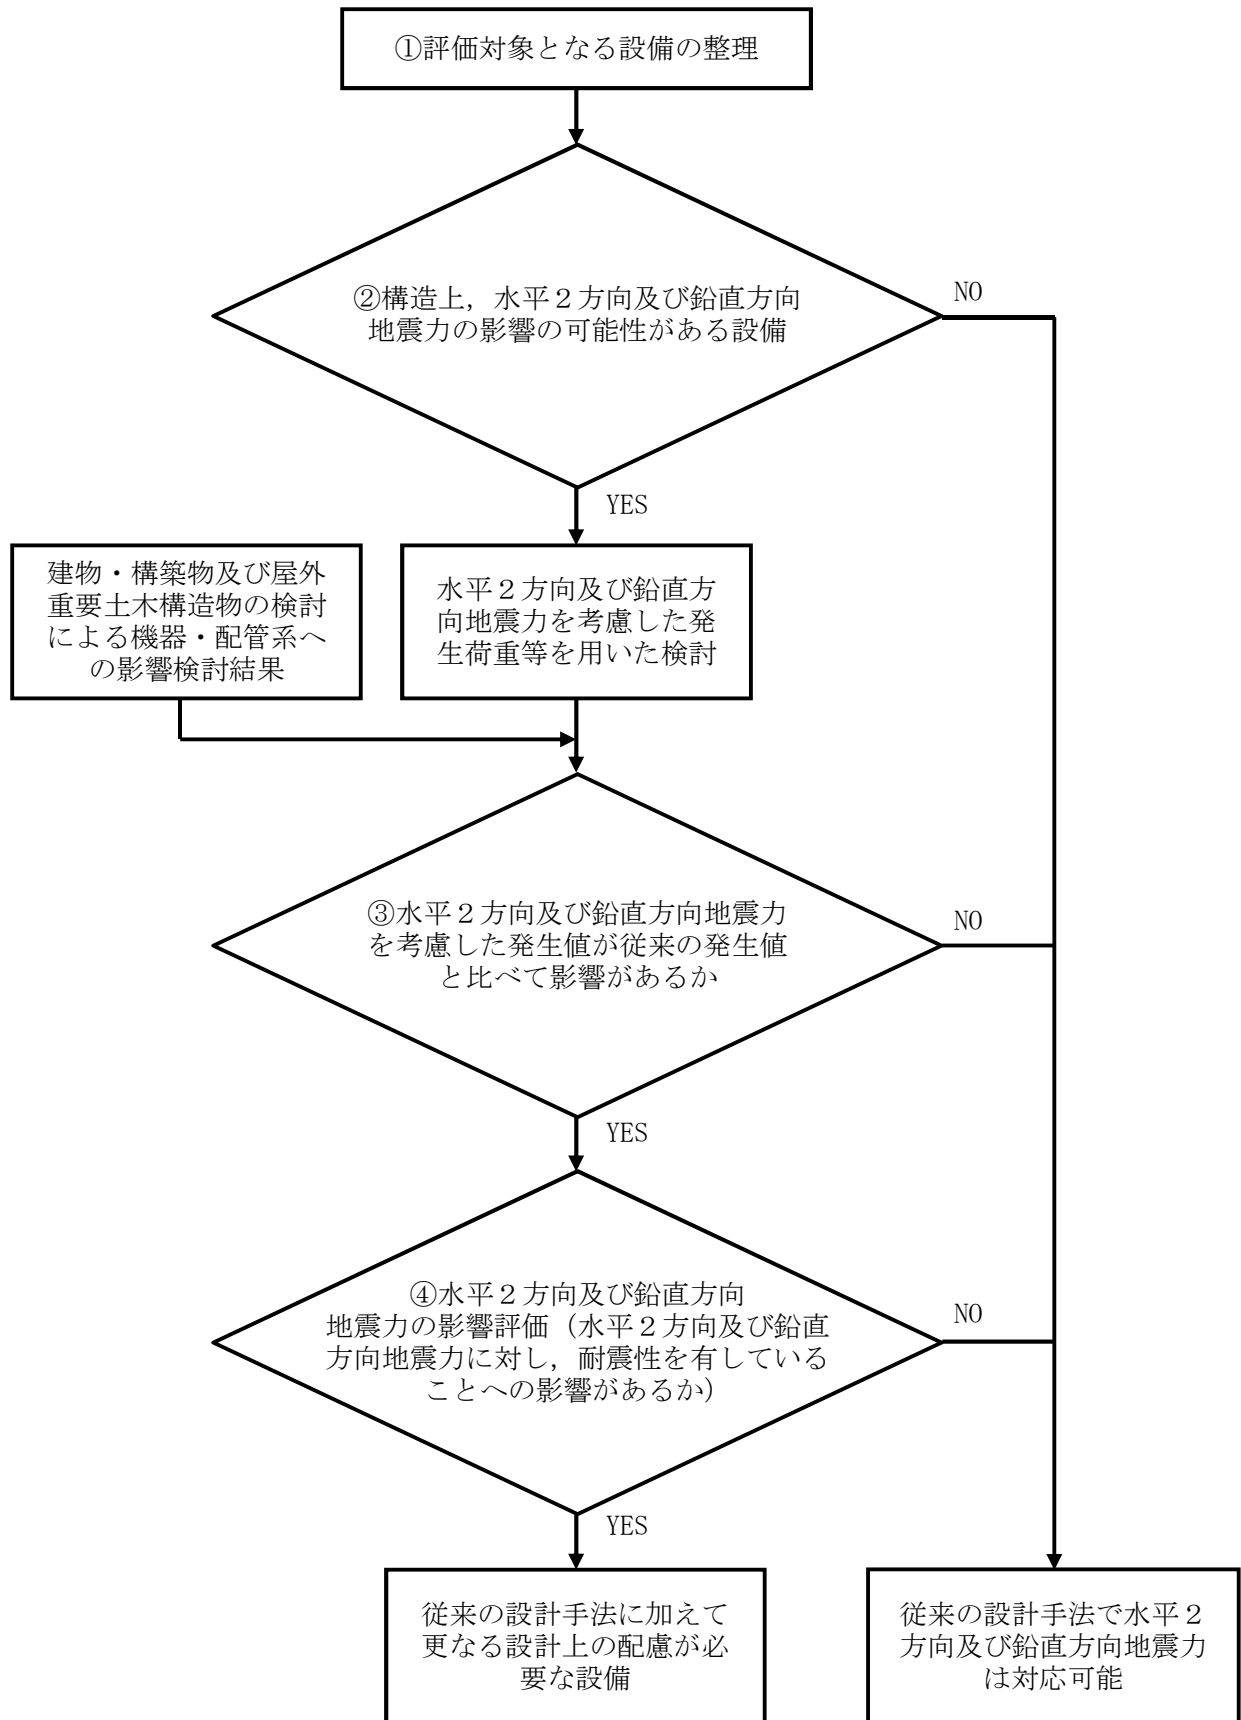 ①評価対象となる設備の整理
②構造上，水平２方向及び鉛直方向
地震力の影響の可能性がある設備
NO
YES
建物・構築物及び屋外
重要土木構造物の検討
による機器・配管系へ
の影響検討結果
水平２方向及び鉛直方
向地震力を考慮した発
生荷重等を用いた検討
③水平２方向及び鉛直方向地震力
を考慮した発生値が従来の発生値
と比べて影響があるか
NO
YES
④水平２方向及び鉛直方向
地震力の影響評価（水平２方向及び鉛直
方向地震力に対し，耐震性を有している
ことへの影響があるか）
NO
YES
従来の設計手法に加えて
更なる設計上の配慮が必
要な設備
従来の設計手法で水平２
方向及び鉛直方向地震力
は対応可能